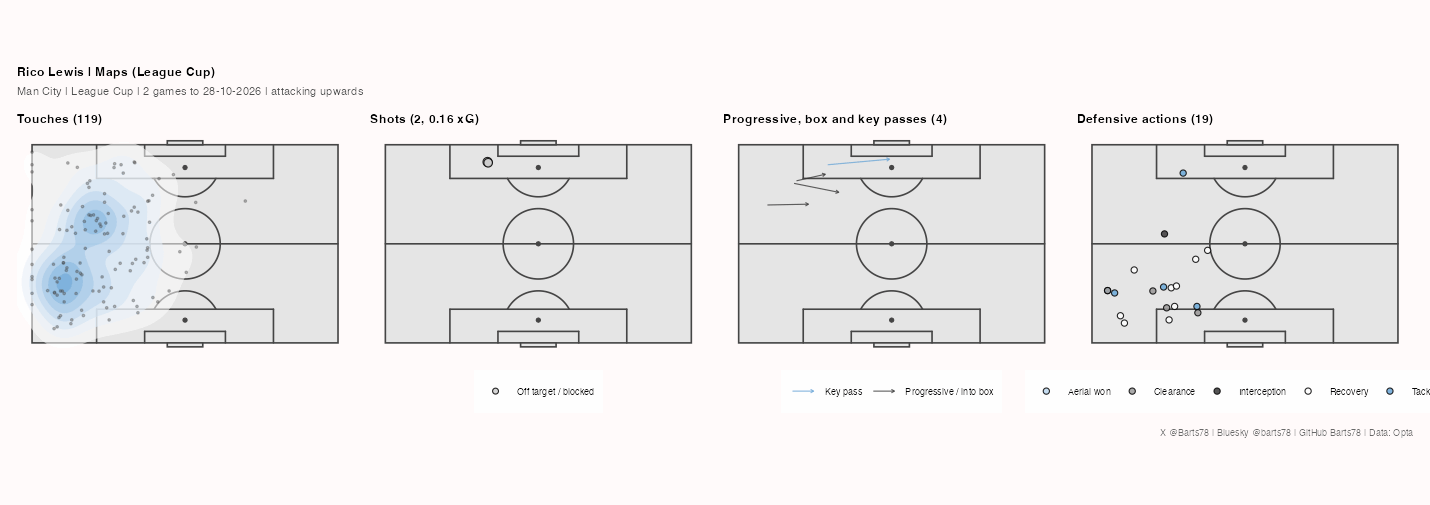 Rico Lewis | Maps (League Cup)
Man City | League Cup | 2 games to 28-10-2026 | attacking upwards
Touches (119)
Shots (2, 0.16 xG)
Progressive, box and key passes (4)
Defensive actions (19)
Off target / blocked
Key pass
Progressive / into box
Aerial won
Clearance
Interception
Recovery
Tack
X @Barts78 | Bluesky @barts78 | GitHub Barts78 | Data: Opta